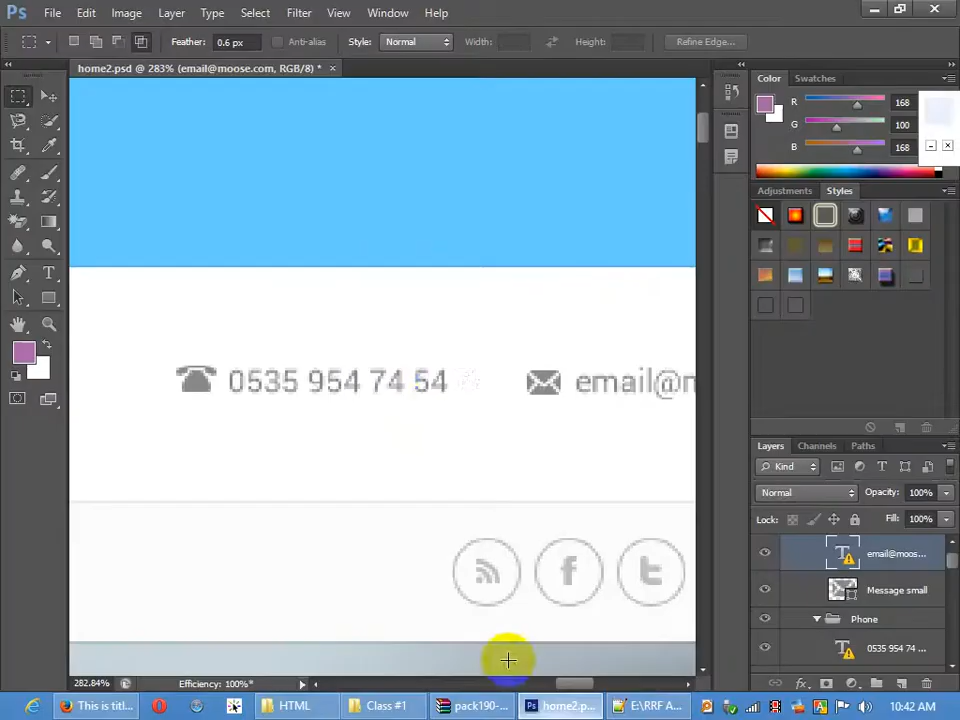 Ps File Edit Image Layer Type Select Filter View Window Help
Feather: 0.6 px Anti-alias Style: Normal Width: Height: Refine Edge...
home2.psd @ 283% (email@moose.com, RGB/8) * ×
Color Swatches
R 168
G 100
B 168
Adjustments Styles
0535 954 74 54 email@m
Layers Channels Paths
Kind
Normal Opacity: 100%
Lock: Fill: 100%
email@moos...
Message small
Phone
0535 954 74 ...
282.84% Efficiency: 100%*
This is titl... HTML Class #1 pack190-... home2.p... E:\RRF A... 10:42 AM